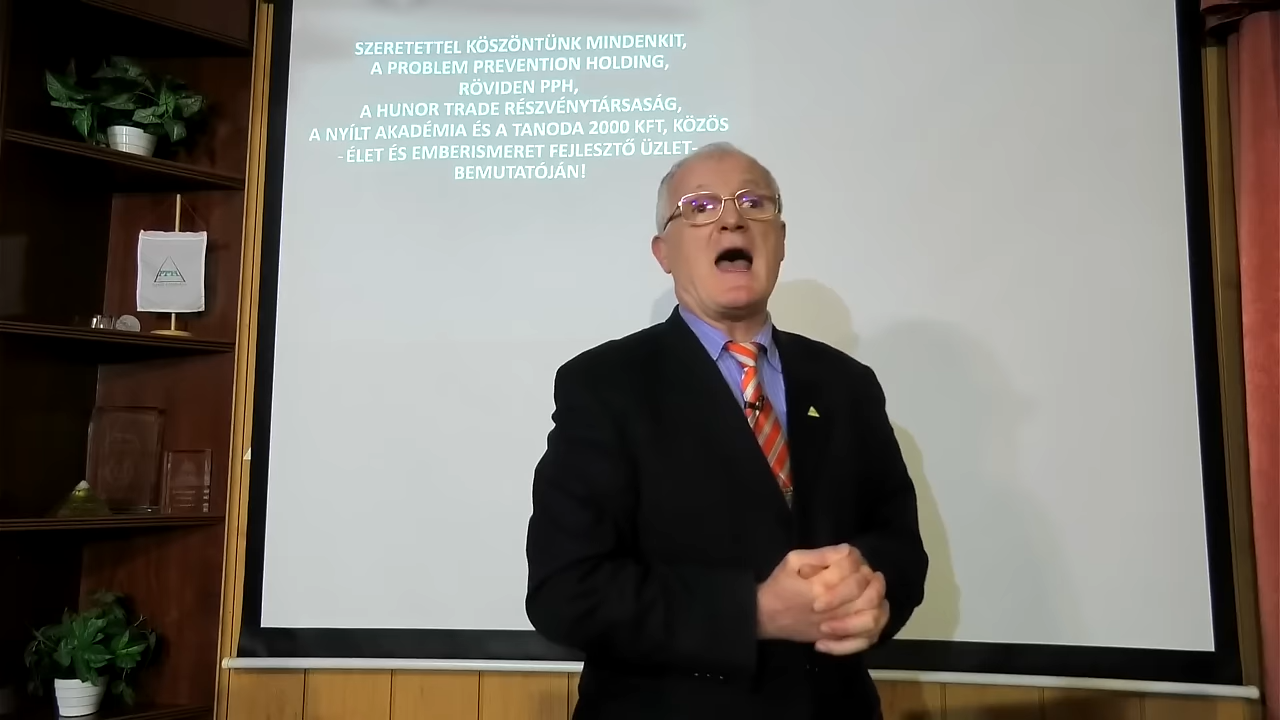 SZERETETTEL KÖSZÖNTÜNK MINDENKIT,
A PROBLEM PREVENTION HOLDING,
RÖVIDEN PPH,
A HUNOR TRADE RÉSZVÉNYTÁRSASÁG,
A NYÍLT AKADÉMIA ÉS A TANODA 2000 KFT, KÖZÖS
- ÉLET ÉS EMBERISMERET FEJLESZTŐ ÜZLET-
BEMUTATÓJÁN!
PPH